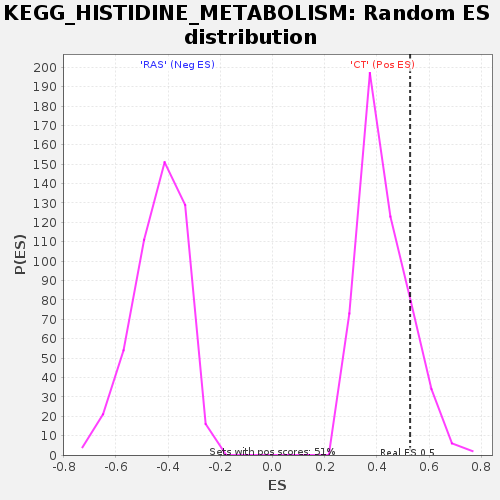 KEGG_HISTIDINE_METABOLISM: Random ES
distribution
'RAS' (Neg ES)
'CT' (Pos ES)
200
190
180
170
160
150
140
130
120
110
100
90
80
70
60
50
40
30
20
10
0
P(ES)
Sets with pos scores: 51%
Real ES 0.5
-0.8 -0.6 -0.4 -0.2 0.0 0.2 0.4 0.6 0.8
ES